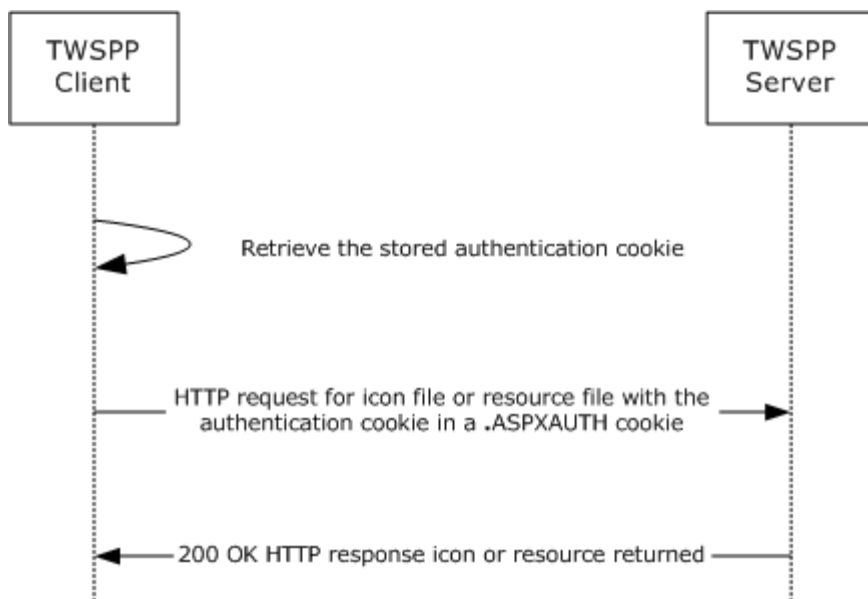 TWSPP
Client
TWSPP
Server
Retrieve the stored authentication cookie
HTTP request for icon file or resource file with the
authentication cookie in a .ASPXAUTH cookie
200 OK HTTP response icon or resource returned